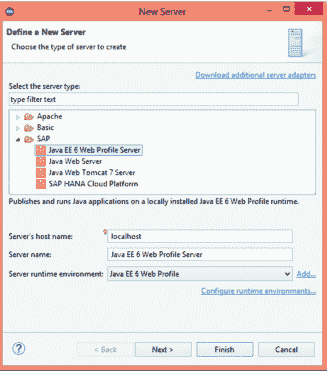 New Server
Define a New Server
Choose the type of server to create
Download additional server adapters
Select the server type:
type filter text
Apache
Basic
SAP
Java EE 6 Web Profile Server
Java Web Server
Java Web Tomcat 7 Server
SAP HANA Cloud Platform
Publishes and runs Java applications on a locally installed Java EE 6 Web Profile runtime.
Server's host name: localhost
Server name: Java EE 6 Web Profile Server
Server runtime environment: Java EE 6 Web Profile Add...
Configure runtime environments...
? < Back Next > Finish Cancel